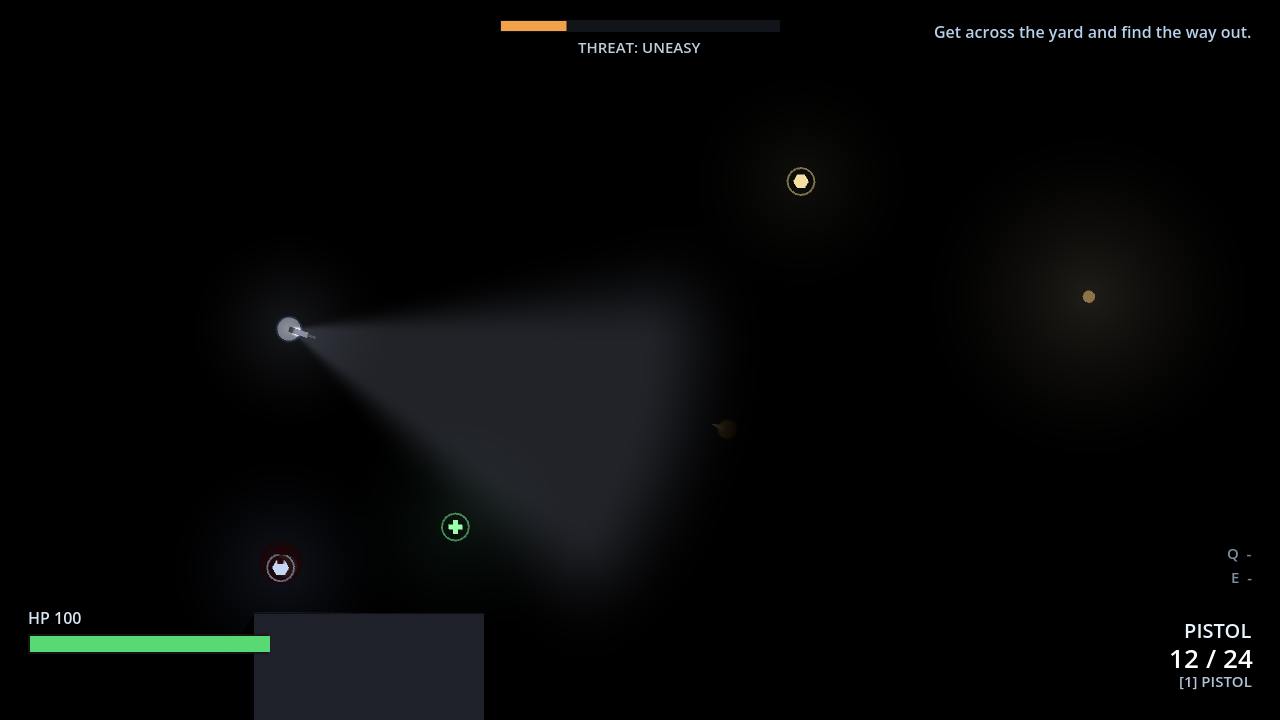 THREAT: UNEASY
Get across the yard and find the way out.
HP 100
Q -
E -
PISTOL
12 / 24
[1] PISTOL